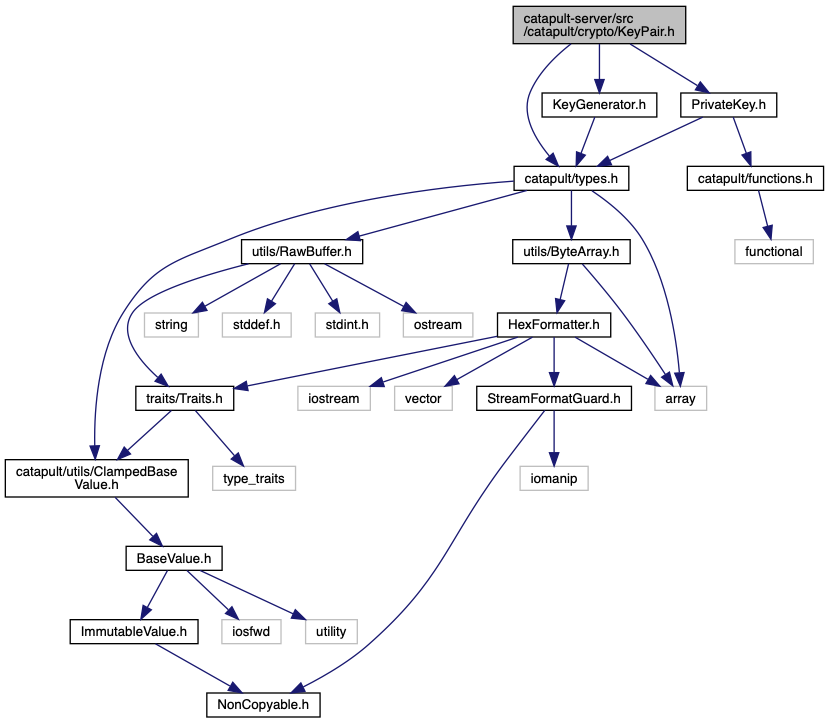 catapult-server/src
/catapult/crypto/KeyPair.h
KeyGenerator.h
PrivateKey.h
catapult/types.h
catapult/functions.h
utils/RawBuffer.h
utils/ByteArray.h
functional
string
stddef.h
stdint.h
ostream
HexFormatter.h
traits/Traits.h
iostream
vector
StreamFormatGuard.h
array
catapult/utils/ClampedBase
Value.h
type_traits
iomanip
BaseValue.h
ImmutableValue.h
iosfwd
utility
NonCopyable.h